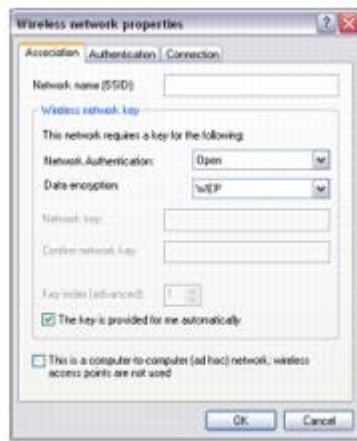 Wireless network properties
Association
Authentication
Connection
Network name (SSID):
Wireless network key
This network requires a key for the following:
Network Authentication:
Open
Data encryption:
WEP
Network key:
Confirm network key:
Key index (advanced):
1
The key is provided for me automatically
This is a computer-to-computer (ad hoc) network; wireless
access points are not used
OK
Cancel